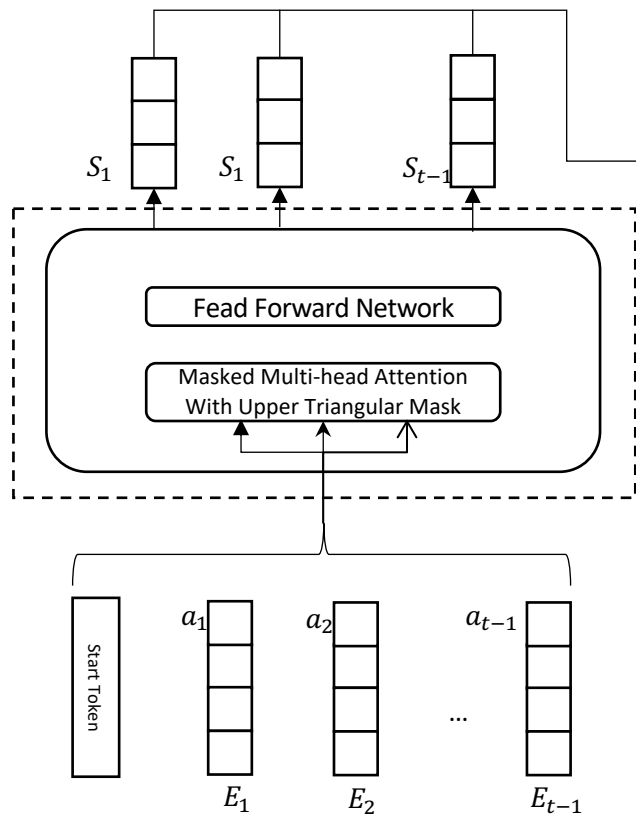 S₁ S₁ Sₜ₋₁
Fead Forward Network
Masked Multi-head Attention
With Upper Triangular Mask
Start Token
a₁ a₂ aₜ₋₁
...
E₁ E₂ Eₜ₋₁